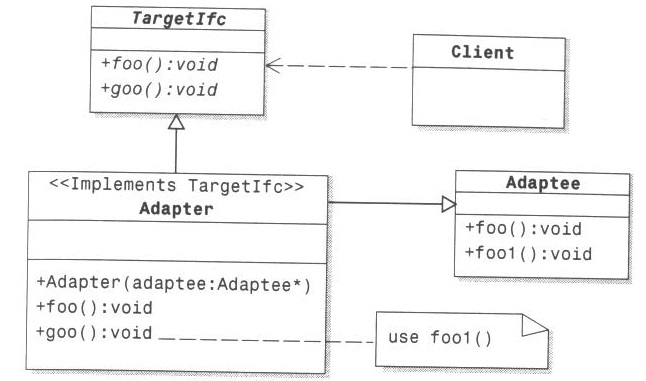 TargetIfc
+foo():void
+goo():void
Client
<<Implements TargetIfc>>
Adapter
+Adapter(adaptee:Adaptee*)
+foo():void
+goo():void
Adaptee
+foo():void
+foo1():void
use foo1()